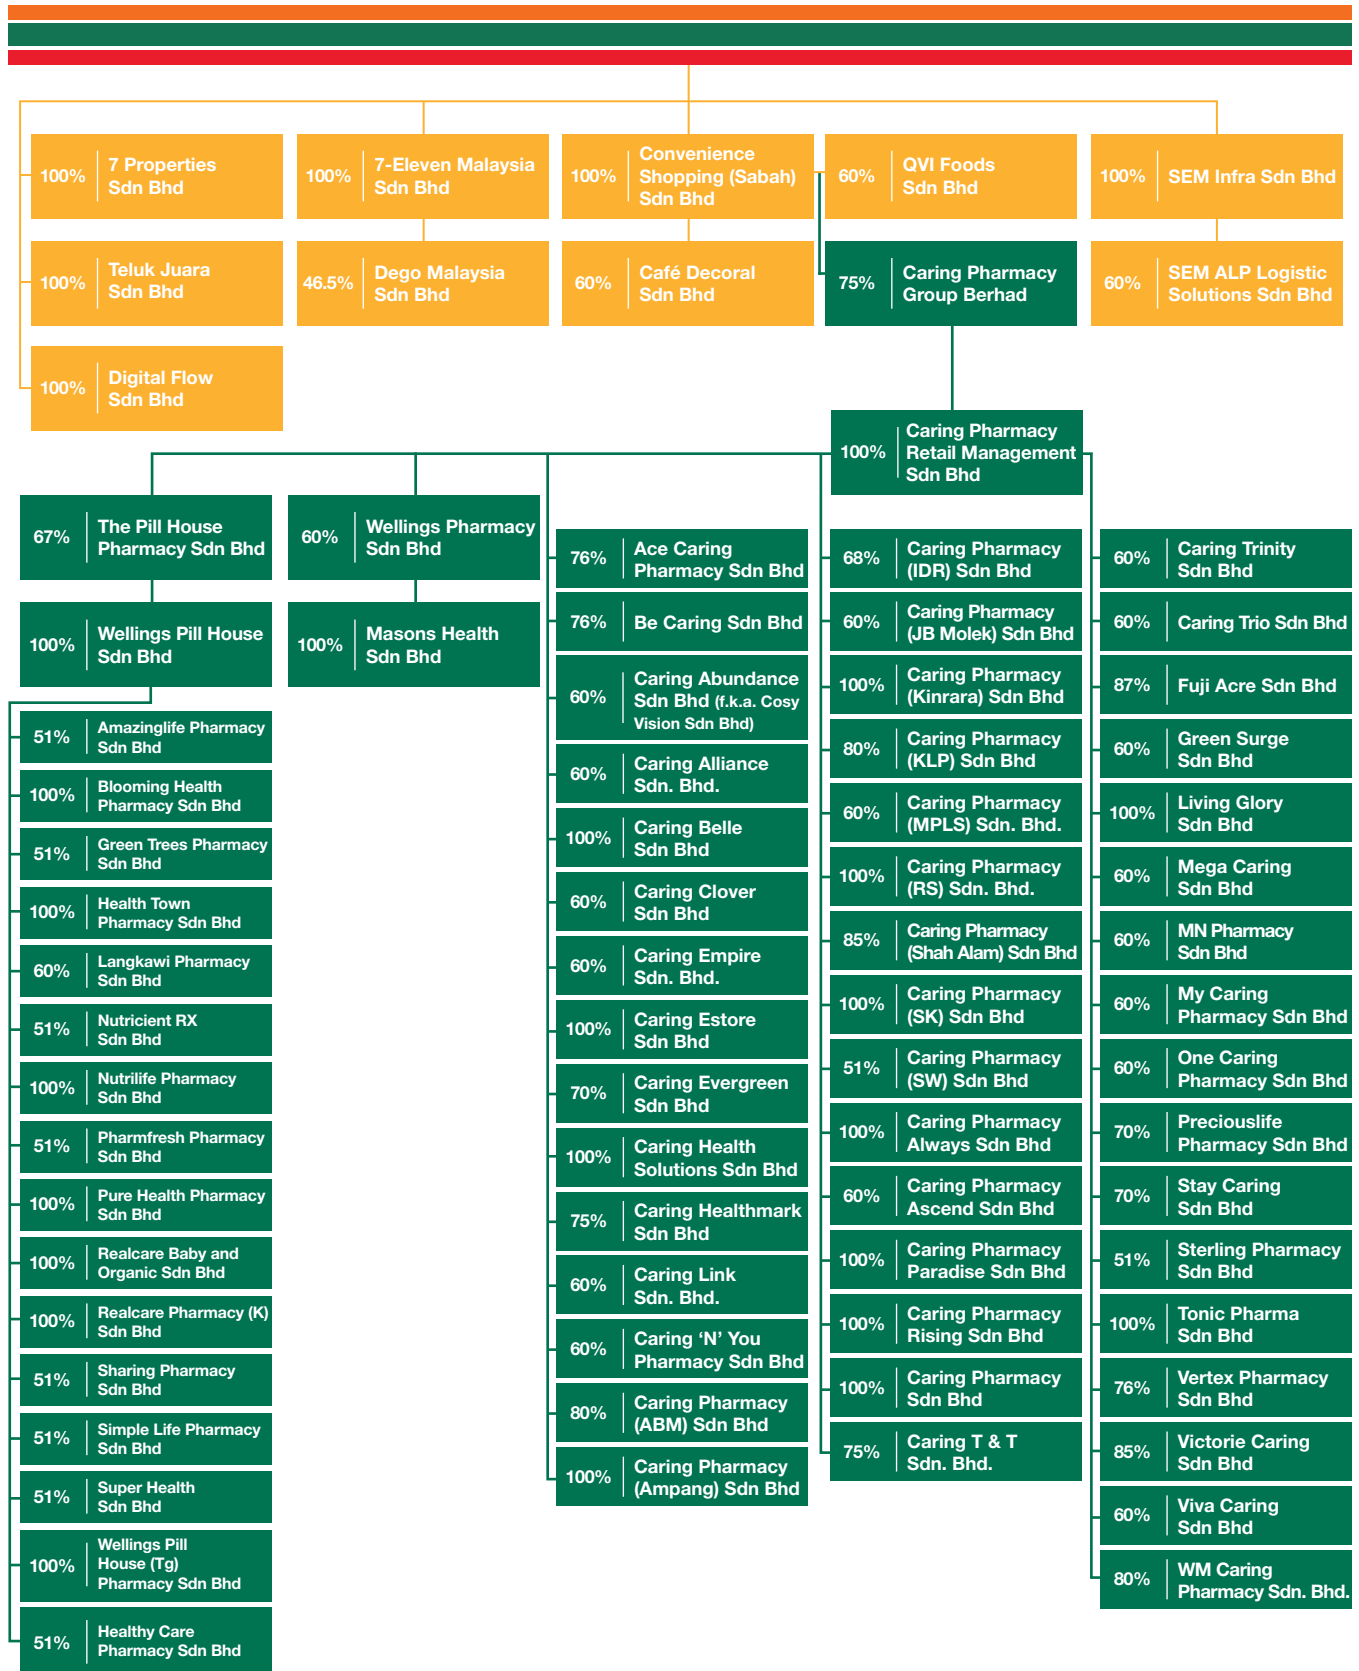 100%
7 Properties
Sdn Bhd
100%
7-Eleven Malaysia
Sdn Bhd
100%
Convenience
Shopping (Sabah)
Sdn Bhd
60%
QVI Foods
Sdn Bhd
100%
SEM Infra Sdn Bhd
100%
Teluk Juara
Sdn Bhd
46.5%
Dego Malaysia
Sdn Bhd
60%
Café Decoral
Sdn Bhd
75%
Caring Pharmacy
Group Berhad
60%
SEM ALP Logistic
Solutions Sdn Bhd
100%
Digital Flow
Sdn Bhd
100%
Caring Pharmacy
Retail Management
Sdn Bhd
67%
The Pill House
Pharmacy Sdn Bhd
100%
Wellings Pill House
Sdn Bhd
51%
Amazinglife Pharmacy
Sdn Bhd
100%
Blooming Health
Pharmacy Sdn Bhd
51%
Green Trees Pharmacy
Sdn Bhd
100%
Health Town
Pharmacy Sdn Bhd
60%
Langkawi Pharmacy
Sdn Bhd
51%
Nutricient RX
Sdn Bhd
100%
Nutrilife Pharmacy
Sdn Bhd
51%
Pharmfresh Pharmacy
Sdn Bhd
100%
Pure Health Pharmacy
Sdn Bhd
100%
Realcare Baby and
Organic Sdn Bhd
100%
Realcare Pharmacy (K)
Sdn Bhd
51%
Sharing Pharmacy
Sdn Bhd
51%
Simple Life Pharmacy
Sdn Bhd
51%
Super Health
Sdn Bhd
100%
Wellings Pill
House (Tg)
Pharmacy Sdn Bhd
51%
Healthy Care
Pharmacy Sdn Bhd
60%
Wellings Pharmacy
Sdn Bhd
100%
Masons Health
Sdn Bhd
76%
Ace Caring
Pharmacy Sdn Bhd
76%
Be Caring Sdn Bhd
60%
Caring Abundance
Sdn Bhd (f.k.a. Cosy
Vision Sdn Bhd)
60%
Caring Alliance
Sdn. Bhd.
100%
Caring Belle
Sdn Bhd
60%
Caring Clover
Sdn Bhd
60%
Caring Empire
Sdn. Bhd.
100%
Caring Estore
Sdn Bhd
70%
Caring Evergreen
Sdn Bhd
100%
Caring Health
Solutions Sdn Bhd
75%
Caring Healthmark
Sdn Bhd
60%
Caring Link
Sdn. Bhd.
60%
Caring ‘N’ You
Pharmacy Sdn Bhd
80%
Caring Pharmacy
(ABM) Sdn Bhd
100%
Caring Pharmacy
(Ampang) Sdn Bhd
68%
Caring Pharmacy
(IDR) Sdn Bhd
60%
Caring Pharmacy
(JB Molek) Sdn Bhd
100%
Caring Pharmacy
(Kinrara) Sdn Bhd
80%
Caring Pharmacy
(KLP) Sdn Bhd
60%
Caring Pharmacy
(MPLS) Sdn. Bhd.
100%
Caring Pharmacy
(RS) Sdn. Bhd.
85%
Caring Pharmacy
(Shah Alam) Sdn Bhd
100%
Caring Pharmacy
(SK) Sdn Bhd
51%
Caring Pharmacy
(SW) Sdn Bhd
100%
Caring Pharmacy
Always Sdn Bhd
60%
Caring Pharmacy
Ascend Sdn Bhd
100%
Caring Pharmacy
Paradise Sdn Bhd
100%
Caring Pharmacy
Rising Sdn Bhd
100%
Caring Pharmacy
Sdn Bhd
75%
Caring T & T
Sdn. Bhd.
60%
Caring Trinity
Sdn Bhd
60%
Caring Trio Sdn Bhd
87%
Fuji Acre Sdn Bhd
60%
Green Surge
Sdn Bhd
100%
Living Glory
Sdn Bhd
60%
Mega Caring
Sdn Bhd
60%
MN Pharmacy
Sdn Bhd
60%
My Caring
Pharmacy Sdn Bhd
60%
One Caring
Pharmacy Sdn Bhd
70%
Preciouslife
Pharmacy Sdn Bhd
70%
Stay Caring
Sdn Bhd
51%
Sterling Pharmacy
Sdn Bhd
100%
Tonic Pharma
Sdn Bhd
76%
Vertex Pharmacy
Sdn Bhd
85%
Victorie Caring
Sdn Bhd
60%
Viva Caring
Sdn Bhd
80%
WM Caring
Pharmacy Sdn. Bhd.